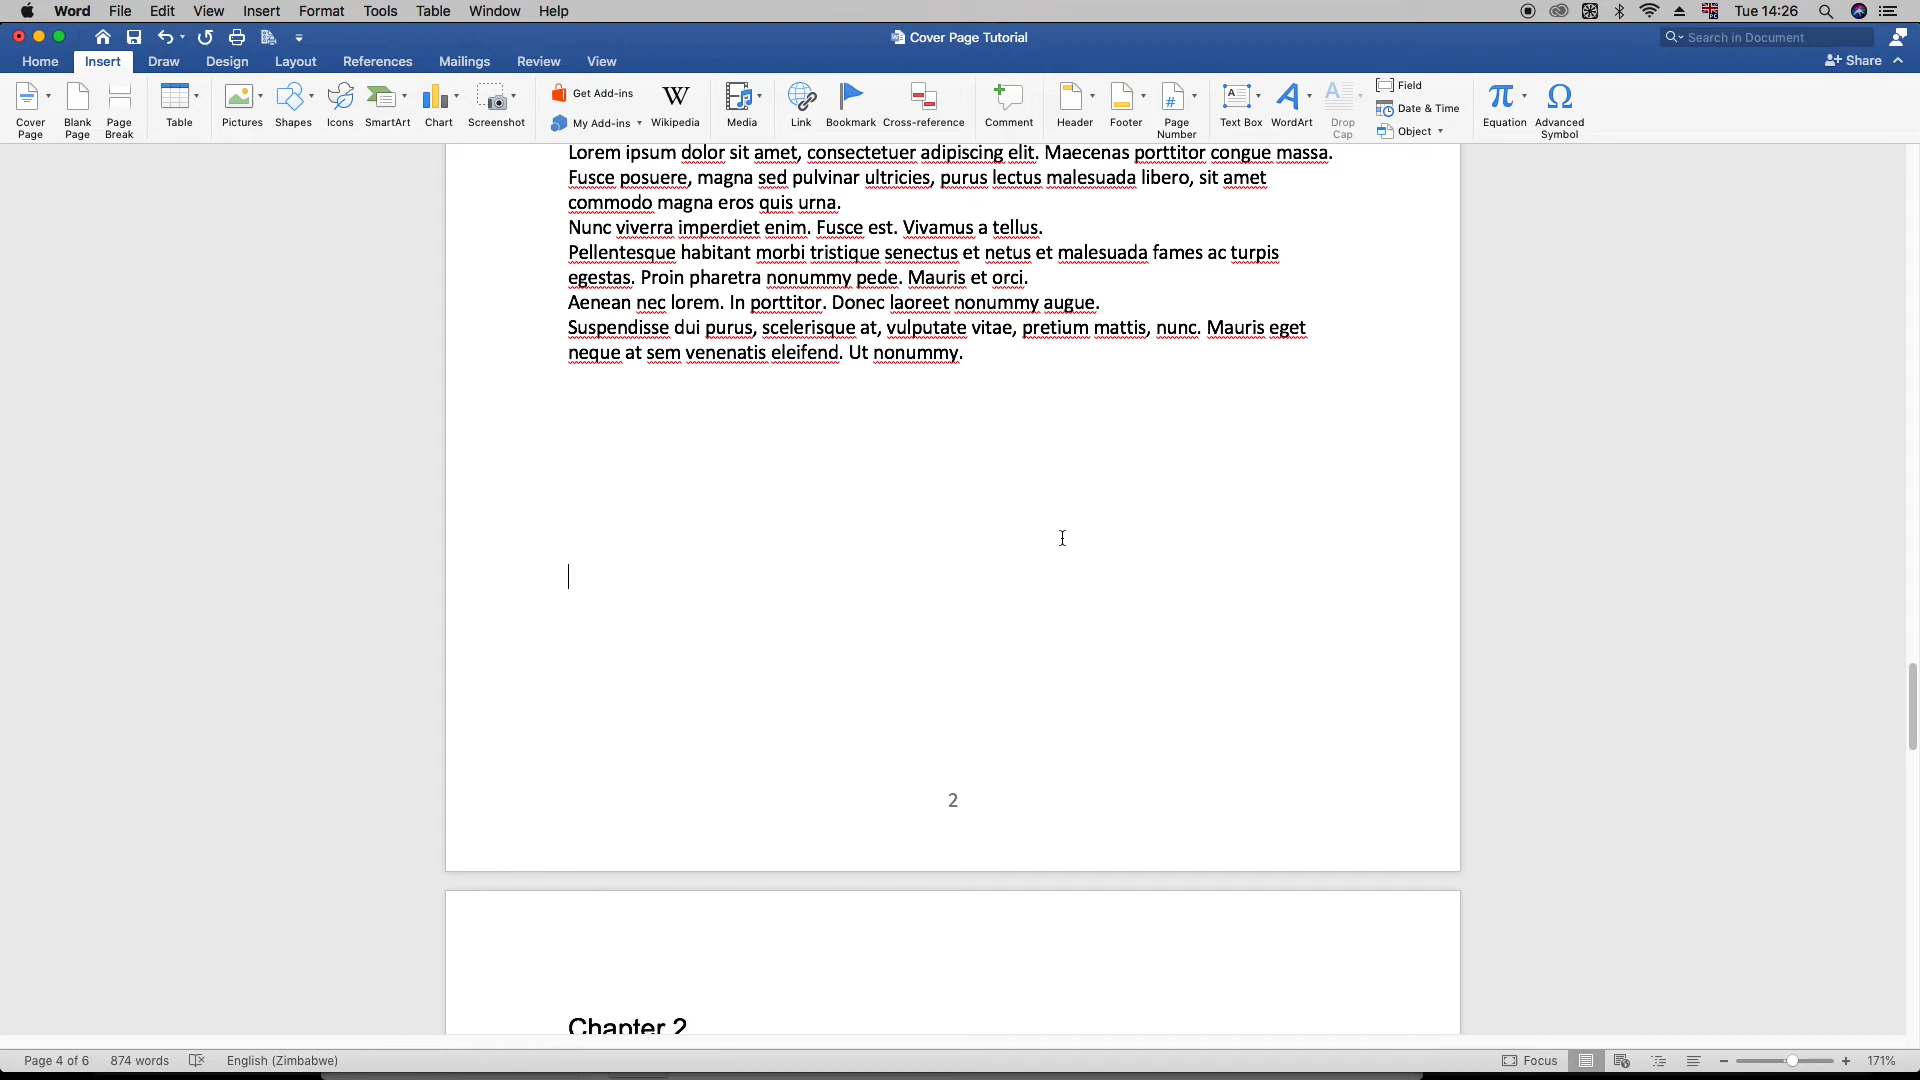 Word File Edit View Insert Format Tools Table Window Help Tue 14:26
Cover Page Tutorial Search in Document
Home Insert Draw Design Layout References Mailings Review View Share
Cover Page
Blank Page
Page Break
Table
Pictures
Shapes
Icons
SmartArt
Chart
Screenshot
Get Add-ins
My Add-ins
W
Wikipedia
Media
Link
Bookmark
Cross-reference
Comment
Header
Footer
#
Page Number
A
Text Box
A
WordArt
A
Drop Cap
Field
Date & Time
Object
π
Equation
Ω
Advanced Symbol
Lorem ipsum dolor sit amet, consectetuer adipiscing elit. Maecenas porttitor congue massa.
Fusce posuere, magna sed pulvinar ultricies, purus lectus malesuada libero, sit amet
commodo magna eros quis urna.
Nunc viverra imperdiet enim. Fusce est. Vivamus a tellus.
Pellentesque habitant morbi tristique senectus et netus et malesuada fames ac turpis
egestas. Proin pharetra nonummy pede. Mauris et orci.
Aenean nec lorem. In porttitor. Donec laoreet nonummy augue.
Suspendisse dui purus, scelerisque at, vulputate vitae, pretium mattis, nunc. Mauris eget
neque at sem venenatis eleifend. Ut nonummy.
2
Chapter 2
Page 4 of 6 874 words English (Zimbabwe) Focus 171%